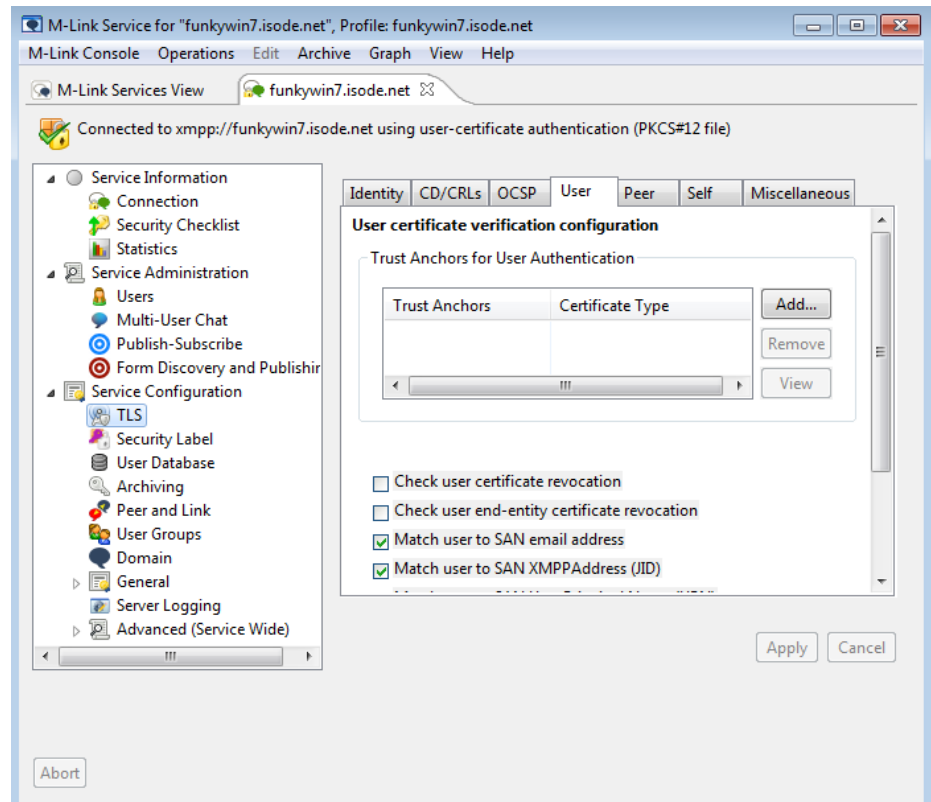 M-Link Service for "funkywin7.isode.net", Profile: funkywin7.isode.net
M-Link Console Operations Edit Archive Graph View Help
M-Link Services View funkywin7.isode.net
Connected to xmpp://funkywin7.isode.net using user-certificate authentication (PKCS#12 file)
Service Information
Connection
Security Checklist
Statistics
Service Administration
Users
Multi-User Chat
Publish-Subscribe
Form Discovery and Publishin
Service Configuration
TLS
Security Label
User Database
Archiving
Peer and Link
User Groups
Domain
General
Server Logging
Advanced (Service Wide)
Identity CD/CRLs OCSP User Peer Self Miscellaneous
User certificate verification configuration
Trust Anchors for User Authentication
Trust Anchors Certificate Type
Add...
Remove
View
Check user certificate revocation
Check user end-entity certificate revocation
Match user to SAN email address
Match user to SAN XMPPAddress (JID)
Apply Cancel
Abort